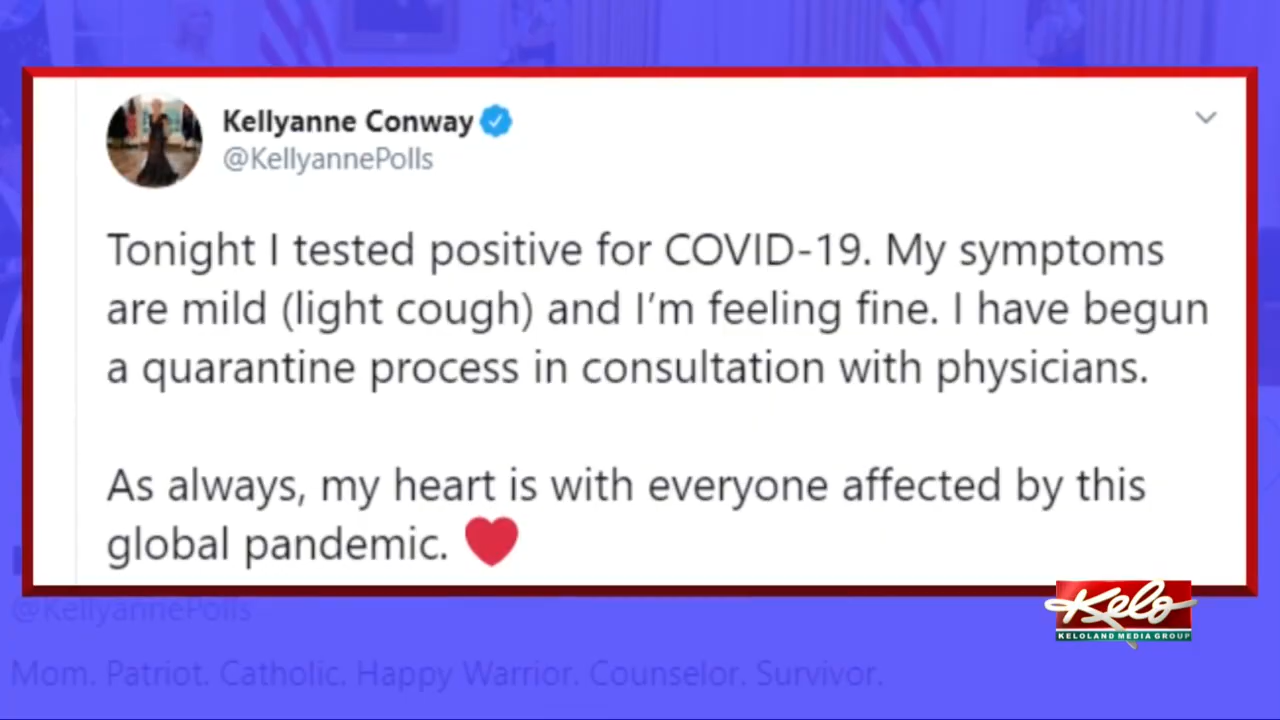 Kellyanne Conway
@KellyannePolls
Tonight I tested positive for COVID-19. My symptoms
are mild (light cough) and I’m feeling fine. I have begun
a quarantine process in consultation with physicians.
As always, my heart is with everyone affected by this
global pandemic. ❤
Kelo
KELOLAND MEDIA GROUP
@KellyannePolls
Mom. Patriot. Catholic. Happy Warrior. Counselor. Survivor.